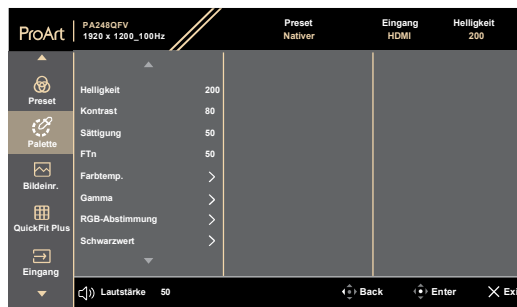 ProArt
PA248QFV
1920 x 1200_100Hz
Preset
Nativer
Eingang
HDMI
Helligkeit
200
Preset
Palette
Bildeinr.
QuickFit Plus
Eingang
Helligkeit 200
Kontrast 80
Sättigung 50
FTn 50
Farbtemp.
Gamma
RGB-Abstimmung
Schwarzwert
Lautstärke 50
Back
Enter
Exi